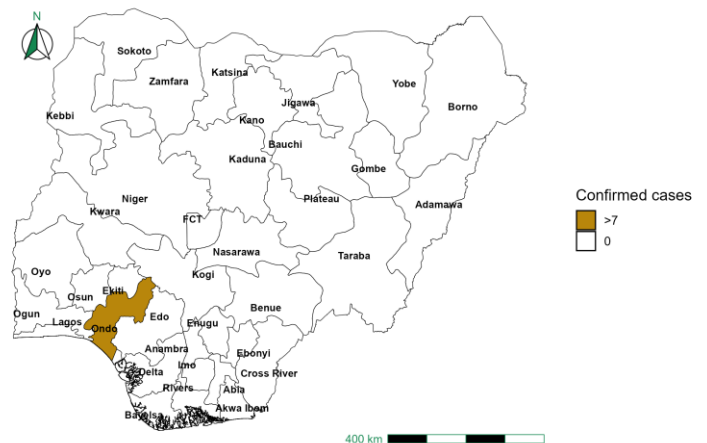 N
Sokoto
Katsina
Zamfara
Yobe
Jigawa
Borno
Kebbi
Kano
Bauchi
Kaduna
Gombe
Niger
Plateau
Adamawa
Kwara
FCT
Nasarawa
Taraba
Oyo
Kogi
Ekiti
Osun
Benue
Ogun
Lagos
Edo
Enugu
Ondo
Anambra
Ebonyi
Imo
Delta
Cross River
Rivers
Abia
Bayelsa
Akwa Ibom
Confirmed cases
>7
0
400 km